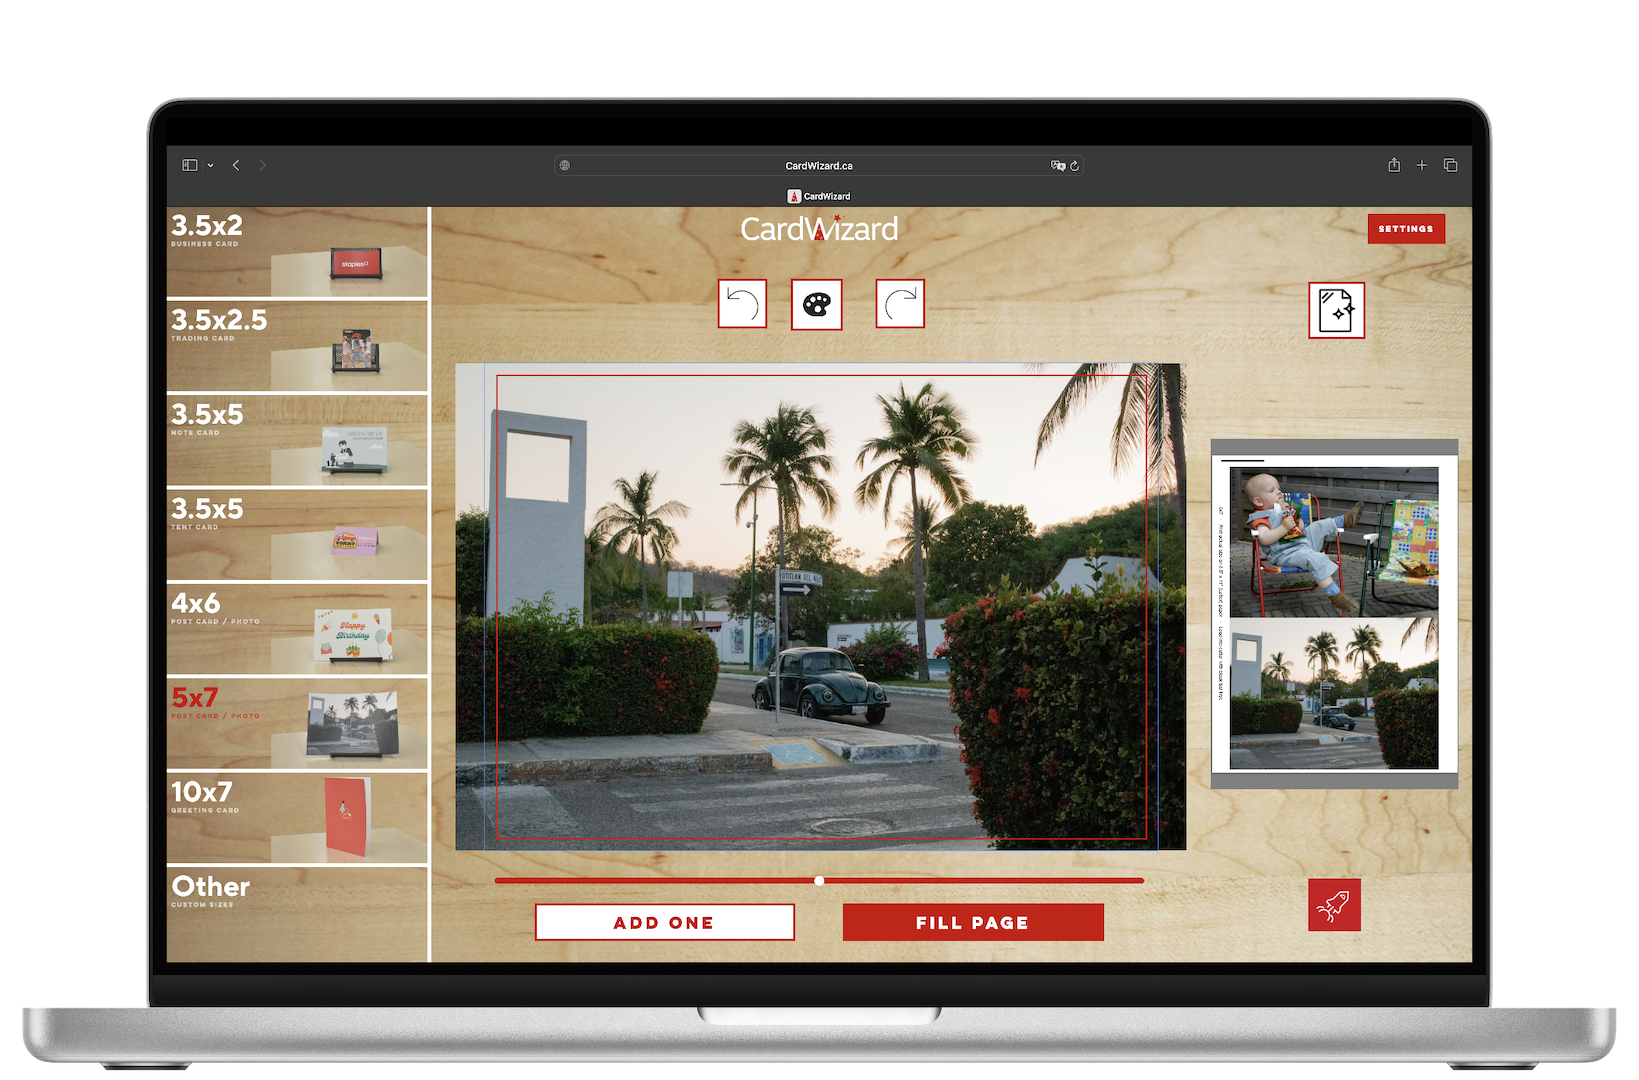 CardWizard.ca
CardWizard
3.5x2
BUSINESS CARD
staples
3.5x2.5
TRADING CARD
3.5x5
NOTE CARD
3.5x5
TENT CARD
4x6
POST CARD / PHOTO
Happy
Birthday
5x7
POST CARD / PHOTO
10x7
GREETING CARD
Other
CUSTOM SIZES
CardWizard
SETTINGS
ADD ONE
FILL PAGE